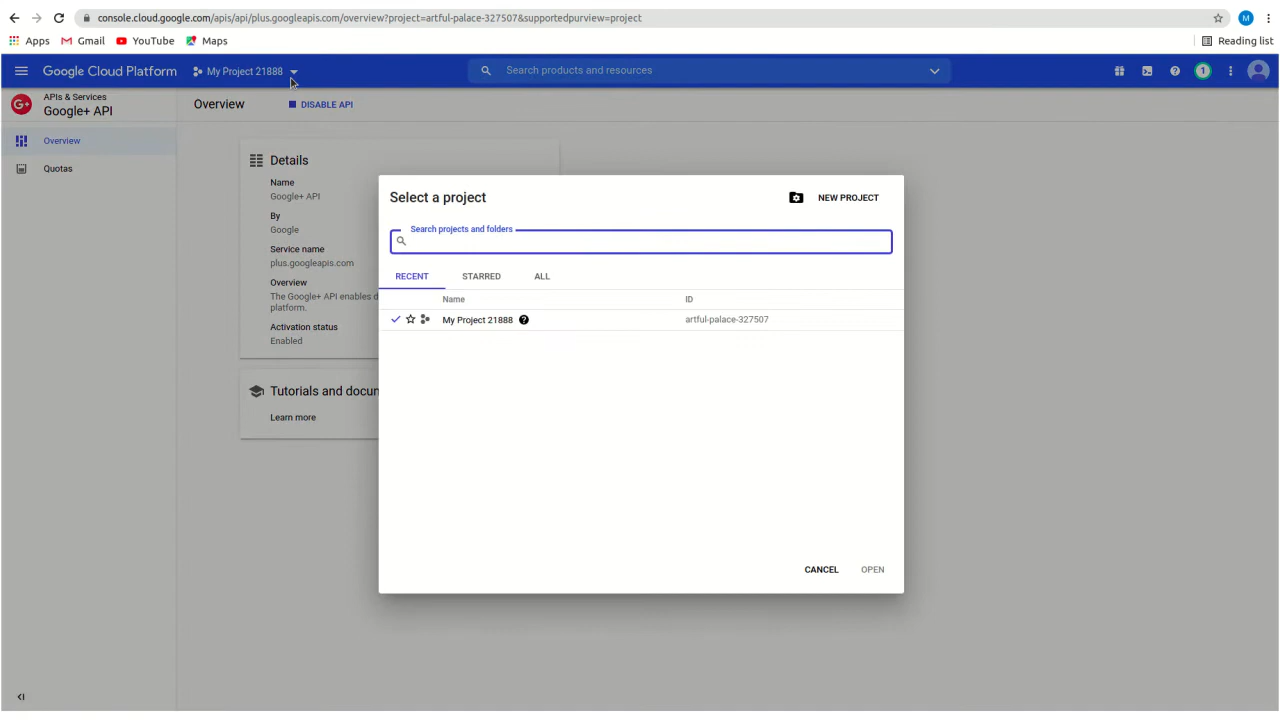 console.cloud.google.com/apis/api/plus.googleapis.com/overview?project=artful-palace-327507&supportedpurview=project
M
Apps Gmail YouTube Maps Reading list
Google Cloud Platform My Project 21888 Search products and resources 1
G+ APIs & Services
Google+ API
Overview DISABLE API
Overview
Quotas
Details
Name
Google+ API
By
Google
Service name
plus.googleapis.com
Overview
The Google+ API enables d
platform.
Activation status
Enabled
Tutorials and docun
Learn more
Select a project NEW PROJECT
Search projects and folders
RECENT STARRED ALL
Name ID
My Project 21888 artful-palace-327507
CANCEL OPEN